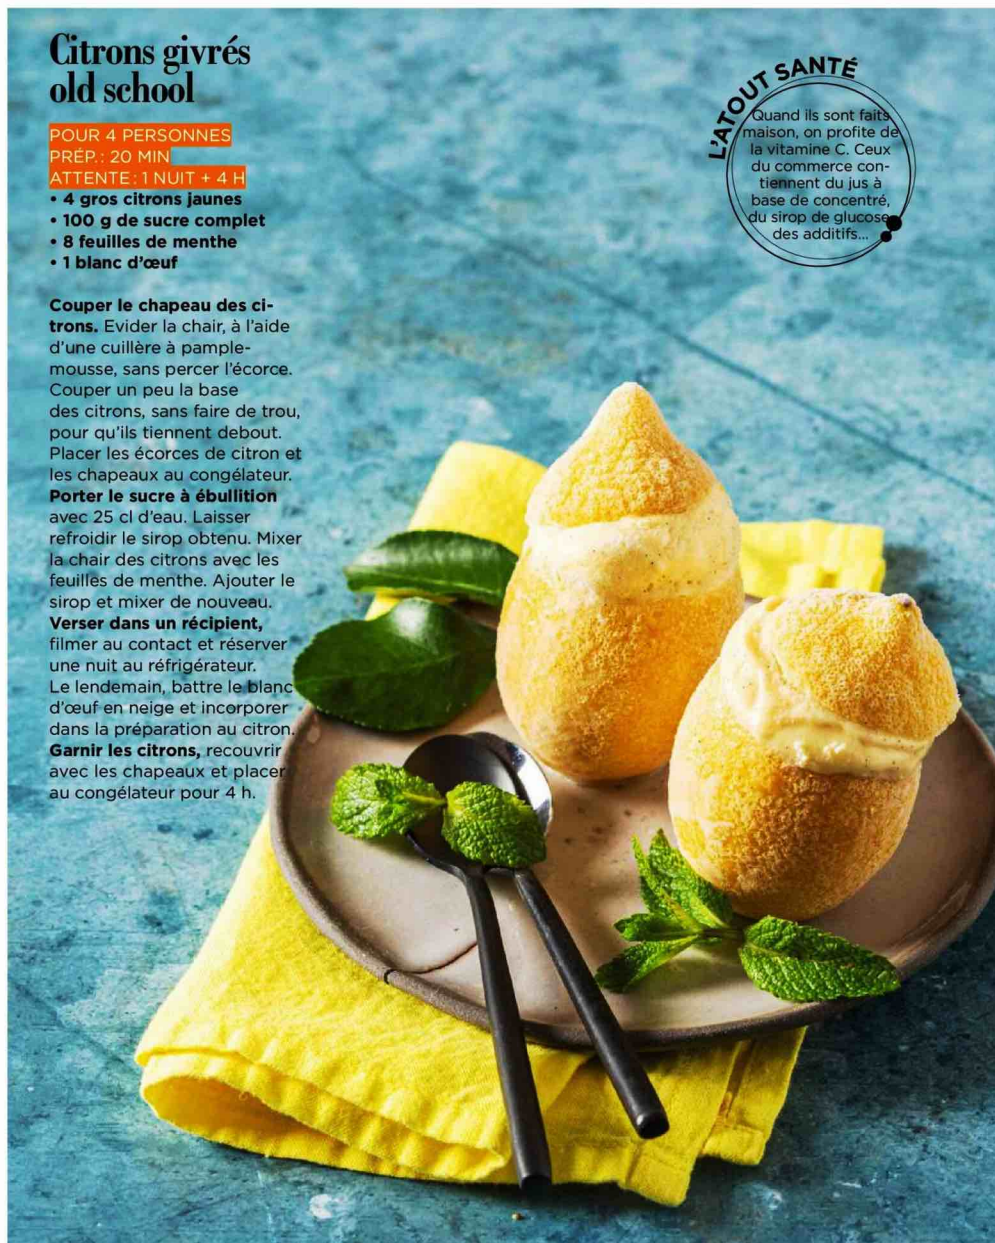 Citrons givrés
old school
POUR 4 PERSONNES
PRÉP.: 20 MIN
ATTENTE: 1 NUIT + 4 H
• 4 gros citrons jaunes
• 100 g de sucre complet
• 8 feuilles de menthe
• 1 blanc d'œuf
Couper le chapeau des ci-
trons. Evider la chair, à l'aide
d'une cuillère à pample-
mousse, sans percer l'écorce.
Couper un peu la base
des citrons, sans faire de trou,
pour qu'ils tiennent debout.
Placer les écorces de citron et
les chapeaux au congélateur.
Porter le sucre à ébullition
avec 25 cl d'eau. Laisser
refroidir le sirop obtenu. Mixer
la chair des citrons avec les
feuilles de menthe. Ajouter le
sirop et mixer de nouveau.
Verser dans un récipient,
filmer au contact et réserver
une nuit au réfrigérateur.
Le lendemain, battre le blanc
d'œuf en neige et incorporer
dans la préparation au citron.
Garnir les citrons, recouvrir
avec les chapeaux et placer
au congélateur pour 4 h.
L'ATOUT SANTÉ
Quand ils sont faits
maison, on profite de
la vitamine C. Ceux
du commerce con-
tiennent du jus à
base de concentré,
du sirop de glucose,
des additifs...